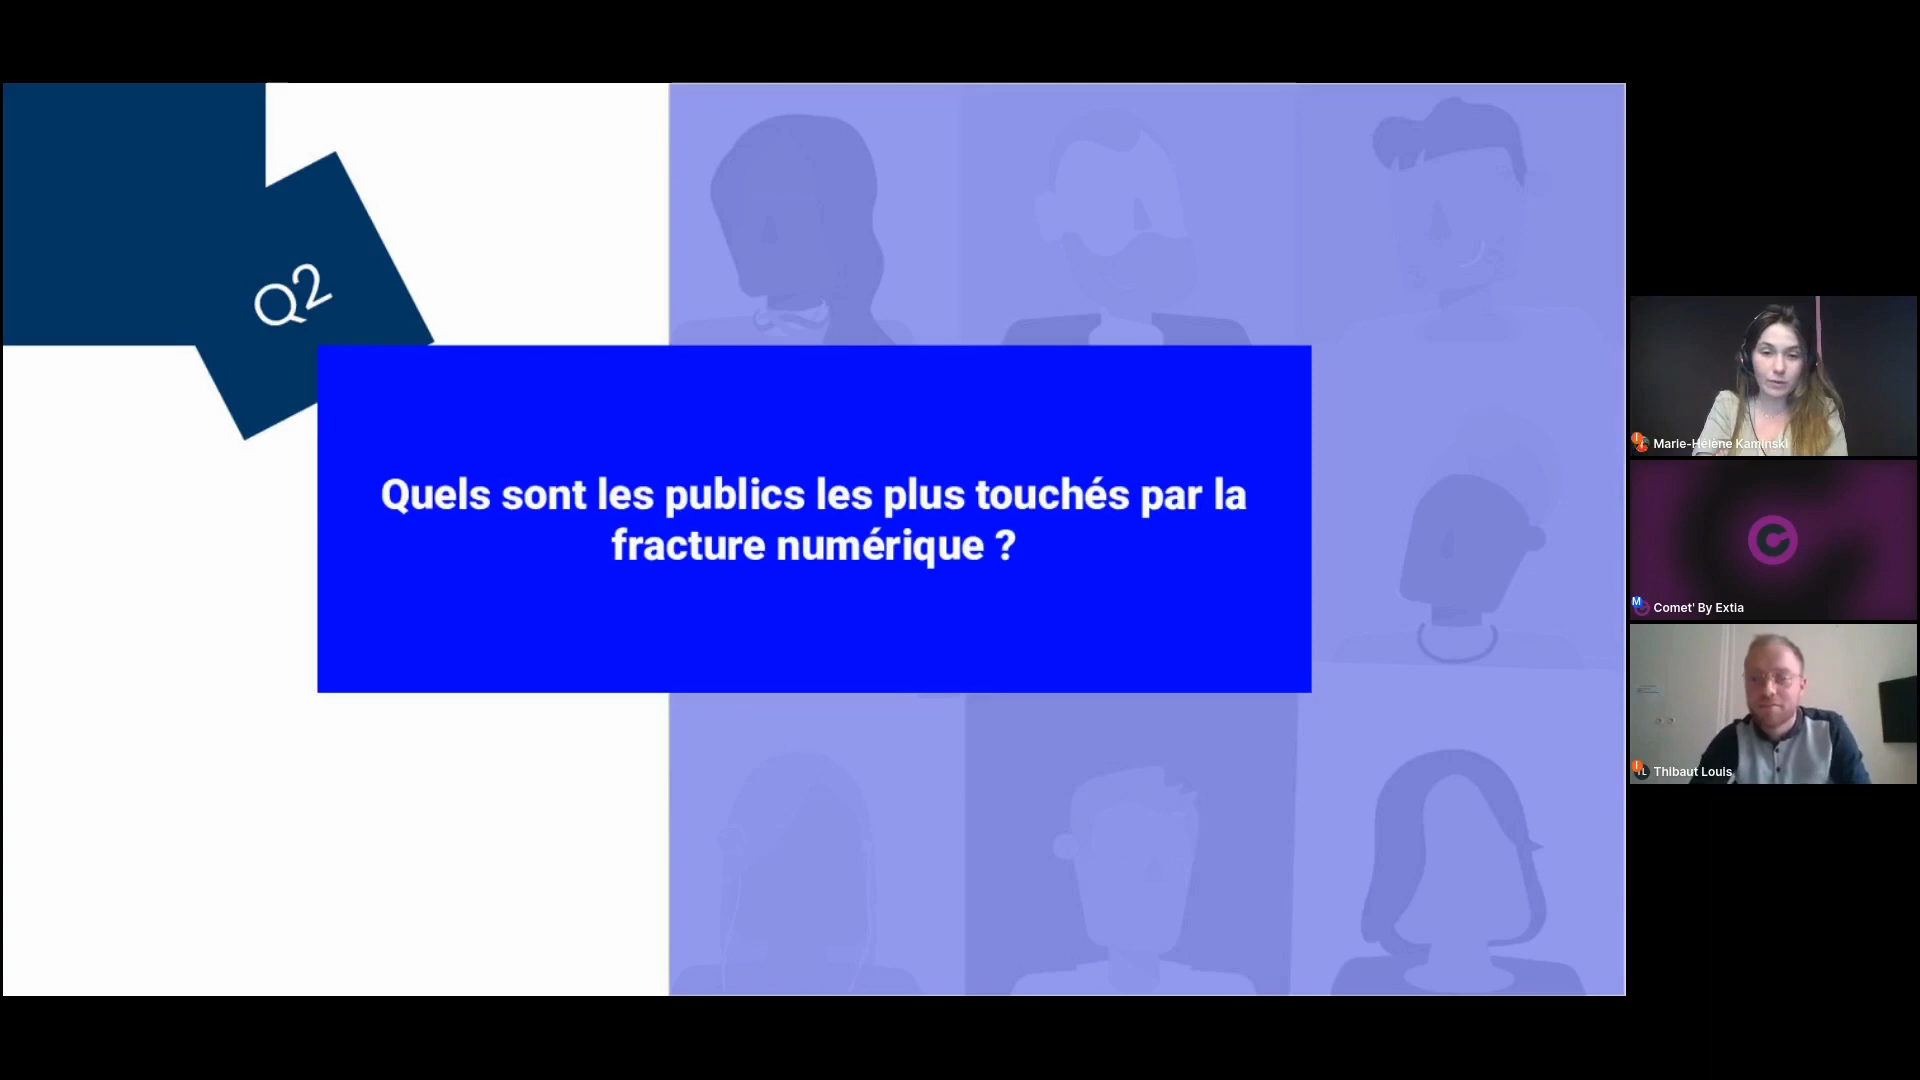 Q2
Quels sont les publics les plus touchés par la
fracture numérique ?
Marie-Hélène Kaminski
M
Comet' By Extia
TL
Thibaut Louis